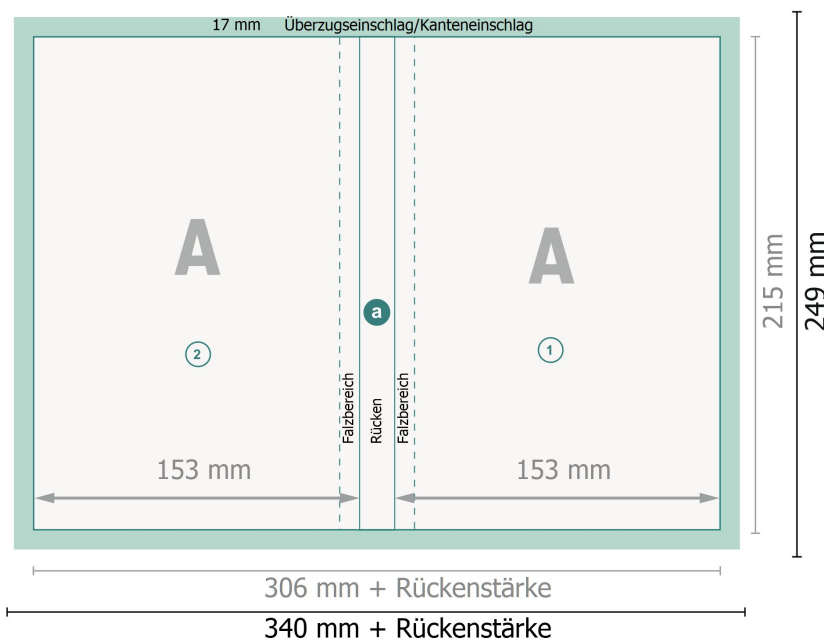 17 mm Überzugseinschlag/Kanteneinschlag
A
A
a
2
1
Falzbereich
Rücken
Falzbereich
153 mm
153 mm
215 mm
249 mm
306 mm + Rückenstärke
340 mm + Rückenstärke